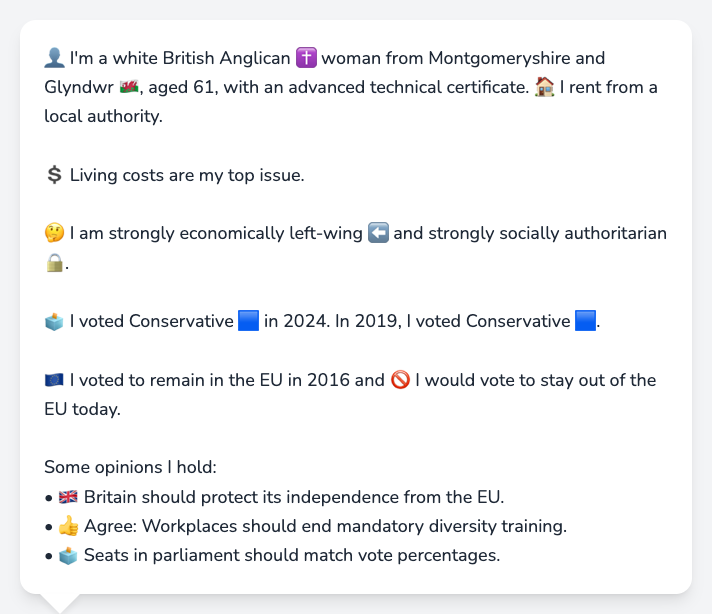 👤 I'm a white British Anglican ✝️ woman from Montgomeryshire and
Glyndwr 🏴󠁧󠁢󠁷󠁬󠁳󠁿, aged 61, with an advanced technical certificate. 🏠 I rent from a
local authority.
💲 Living costs are my top issue.
🤔 I am strongly economically left-wing ⬅️ and strongly socially authoritarian
🔒.
🗳️ I voted Conservative 🟦 in 2024. In 2019, I voted Conservative 🟦.
🇪🇺 I voted to remain in the EU in 2016 and 🚫 I would vote to stay out of the
EU today.
Some opinions I hold:
• 🇬🇧 Britain should protect its independence from the EU.
• 👍 Agree: Workplaces should end mandatory diversity training.
• 🗳️ Seats in parliament should match vote percentages.